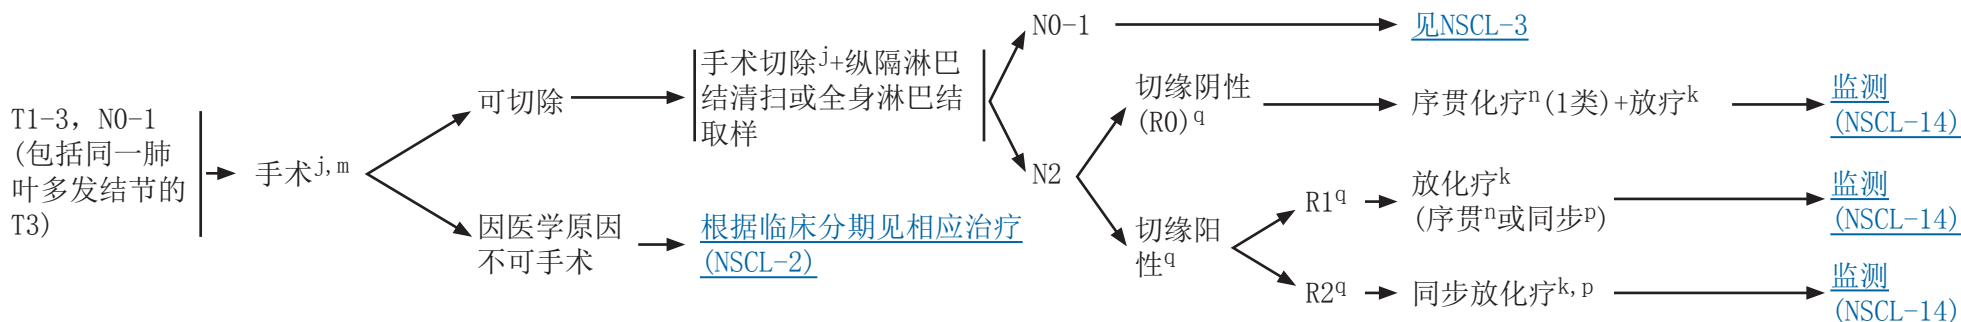 T1-3, N0-1
(包括同一肺
叶多发结节的
T3)
手术j,m
可切除
手术切除j+纵隔淋巴
结清扫或全身淋巴结
取样
N0-1
见NSCL-3
N2
切缘阴性
(R0)q
序贯化疗n(1类)+放疗k
监测
(NSCL-14)
切缘阳
性q
R1q
放化疗k
(序贯n或同步p)
监测
(NSCL-14)
R2q
同步放化疗k,p
监测
(NSCL-14)
因医学原因
不可手术
根据临床分期见相应治疗
(NSCL-2)